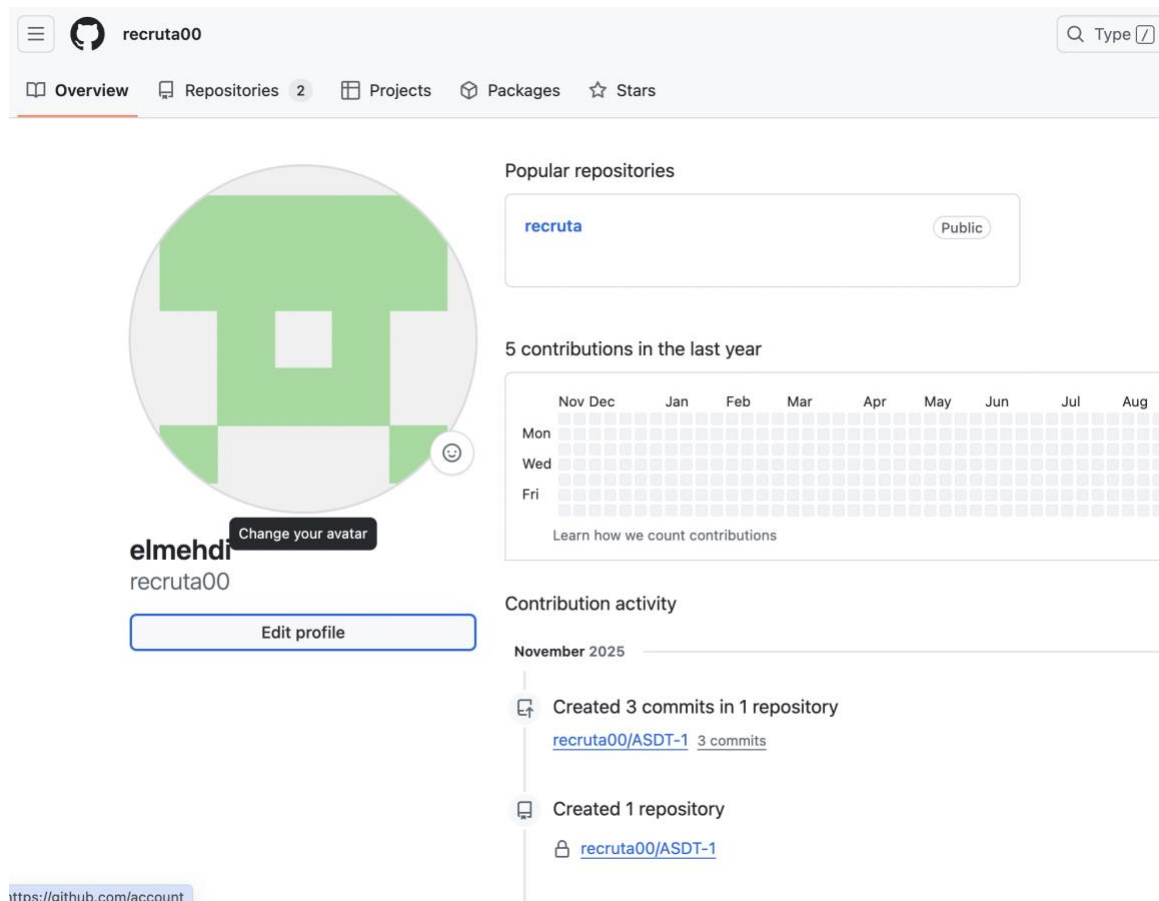 recruta00
Type /
Overview Repositories 2 Projects Packages Stars
Popular repositories
recruta Public
5 contributions in the last year
Nov Dec Jan Feb Mar Apr May Jun Jul Aug
Mon
Wed
Fri
Learn how we count contributions
Change your avatar
elmehdi
recruta00
Edit profile
Contribution activity
November 2025
Created 3 commits in 1 repository
recruta00/ASDT-1 3 commits
Created 1 repository
recruta00/ASDT-1
ttps://github.com/account